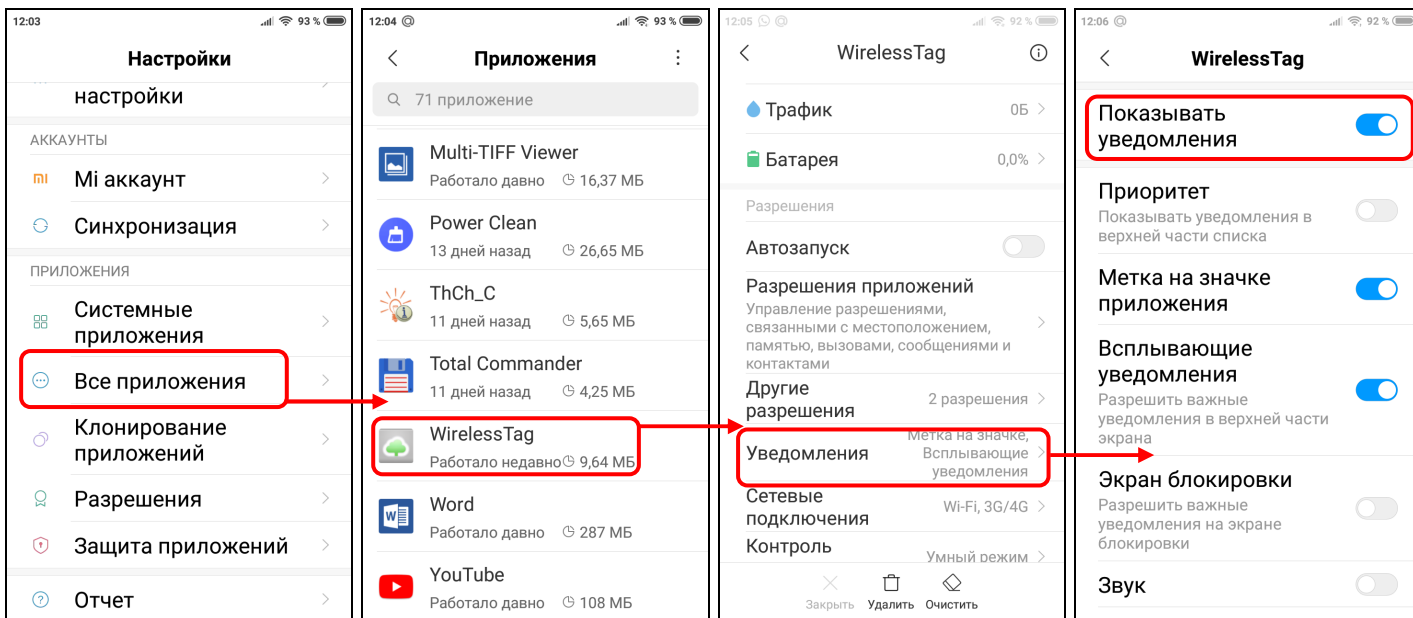 12:03
93 %
Настройки
настройки
АККАУНТЫ
Mi аккаунт
Синхронизация
ПРИЛОЖЕНИЯ
Системные
приложения
Все приложения
Клонирование
приложений
Разрешения
Защита приложений
Отчет
12:04
93 %
Приложения
71 приложение
Multi-TIFF Viewer
Работало давно 16,37 МБ
Power Clean
13 дней назад 26,65 МБ
ThCh_C
11 дней назад 5,65 МБ
Total Commander
11 дней назад 4,25 МБ
WirelessTag
Работало недавно 9,64 МБ
Word
Работало давно 287 МБ
YouTube
Работало давно 108 МБ
12:05
92 %
WirelessTag
Трафик 0Б
Батарея 0,0%
Разрешения
Автозапуск
Разрешения приложений
Управление разрешениями,
связанными с местоположением,
памятью, вызовами, сообщениями и
контактами
Другие
разрешения
2 разрешения
Уведомления
Метка на значке,
Всплывающие
уведомления
Сетевые
подключения
Wi-Fi, 3G/4G
Контроль
Умный режим
Закрыть Удалить Очистить
12:06
92 %
WirelessTag
Показывать
уведомления
Приоритет
Показывать уведомления в
верхней части списка
Метка на значке
приложения
Всплывающие
уведомления
Разрешить важные
уведомления в верхней части
экрана
Экран блокировки
Разрешить важные
уведомления на экране
блокировки
Звук